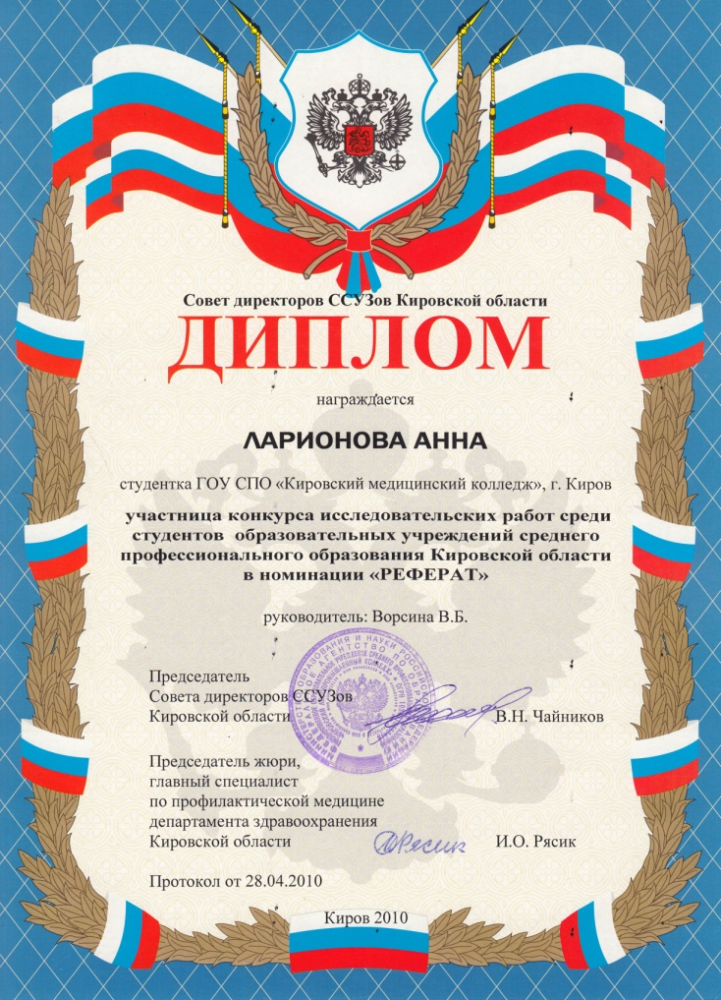 Совет директоров ССУЗов Кировской области
ДИПЛОМ
награждается
ЛАРИОНОВА АННА
студентка ГОУ СПО «Кировский медицинский колледж», г. Киров
участница конкурса исследовательских работ среди
студентов образовательных учреждений среднего
профессионального образования Кировской области
в номинации «РЕФЕРАТ»
руководитель: Ворсина В.Б.
Председатель
Совета директоров ССУЗов
Кировской области
В.Н. Чайников
Председатель жюри,
главный специалист
по профилактической медицине
департамента здравоохранения
Кировской области
Рясик
И.О. Рясик
Протокол от 28.04.2010
Киров 2010